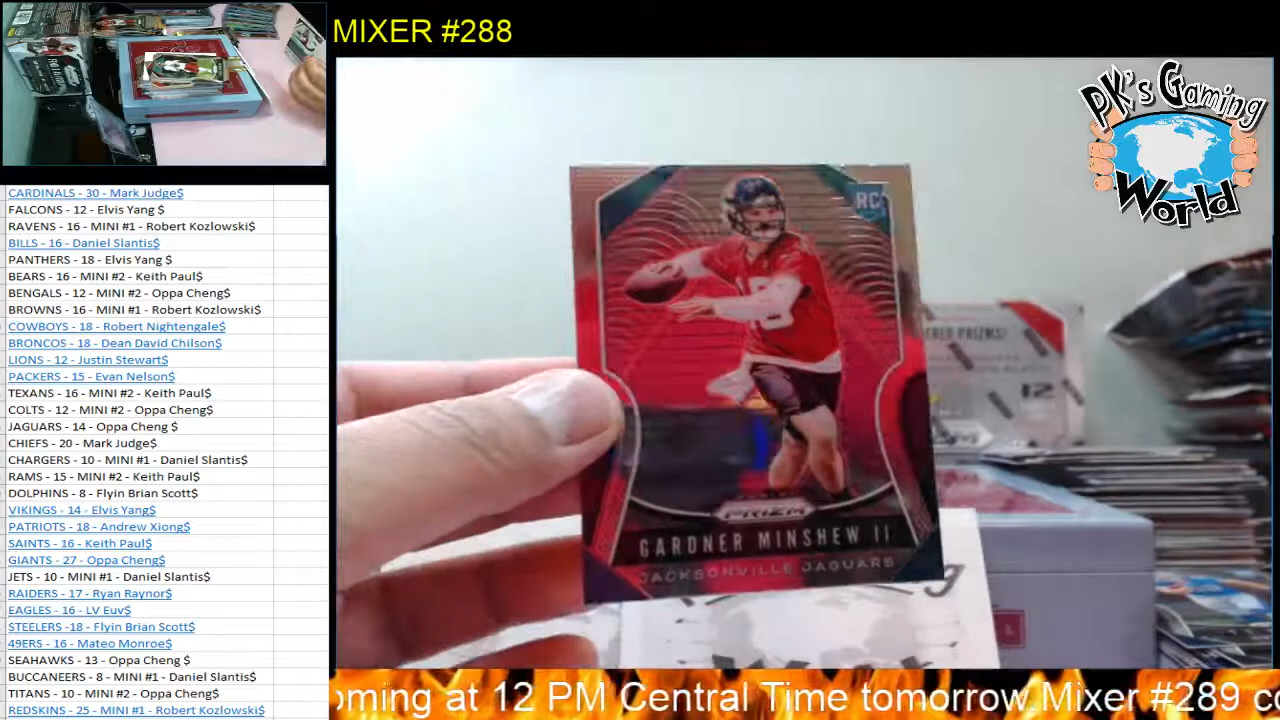 MIXER #288
PK's Gaming
World
CARDINALS - 30 - Mark Judge$
FALCONS - 12 - Elvis Yang $
RAVENS - 16 - MINI #1 - Robert Kozlowski$
BILLS - 16 - Daniel Slantis$
PANTHERS - 18 - Elvis Yang $
BEARS - 16 - MINI #2 - Keith Paul$
BENGALS - 12 - MINI #2 - Oppa Cheng$
BROWNS - 16 - MINI #1 - Robert Kozlowski$
COWBOYS - 18 - Robert Nightengale$
BRONCOS - 18 - Dean David Chilson$
LIONS - 12 - Justin Stewart$
PACKERS - 15 - Evan Nelson$
TEXANS - 16 - MINI #2 - Keith Paul$
COLTS - 12 - MINI #2 - Oppa Cheng$
JAGUARS - 14 - Oppa Cheng $
CHIEFS - 20 - Mark Judge$
CHARGERS - 10 - MINI #1 - Daniel Slantis$
RAMS - 15 - MINI #2 - Keith Paul$
DOLPHINS - 8 - Flyin Brian Scott$
VIKINGS - 14 - Elvis Yang$
PATRIOTS - 18 - Andrew Xiong$
SAINTS - 16 - Keith Paul$
GIANTS - 27 - Oppa Cheng$
JETS - 10 - MINI #1 - Daniel Slantis$
RAIDERS - 17 - Ryan Raynor$
EAGLES - 16 - LV Euv$
STEELERS -18 - Flyin Brian Scott$
49ERS - 16 - Mateo Monroe$
SEAHAWKS - 13 - Oppa Cheng $
BUCCANEERS - 8 - MINI #1 - Daniel Slantis$
TITANS - 10 - MINI #2 - Oppa Cheng$
REDSKINS - 25 - MINI #1 - Robert Kozlowski$
RC
PRIZM
GARDNER MINSHEW II
JACKSONVILLE JAGUARS
PRIZMS!
12
oming at 12 PM Central Time tomorrow.Mixer #289 co